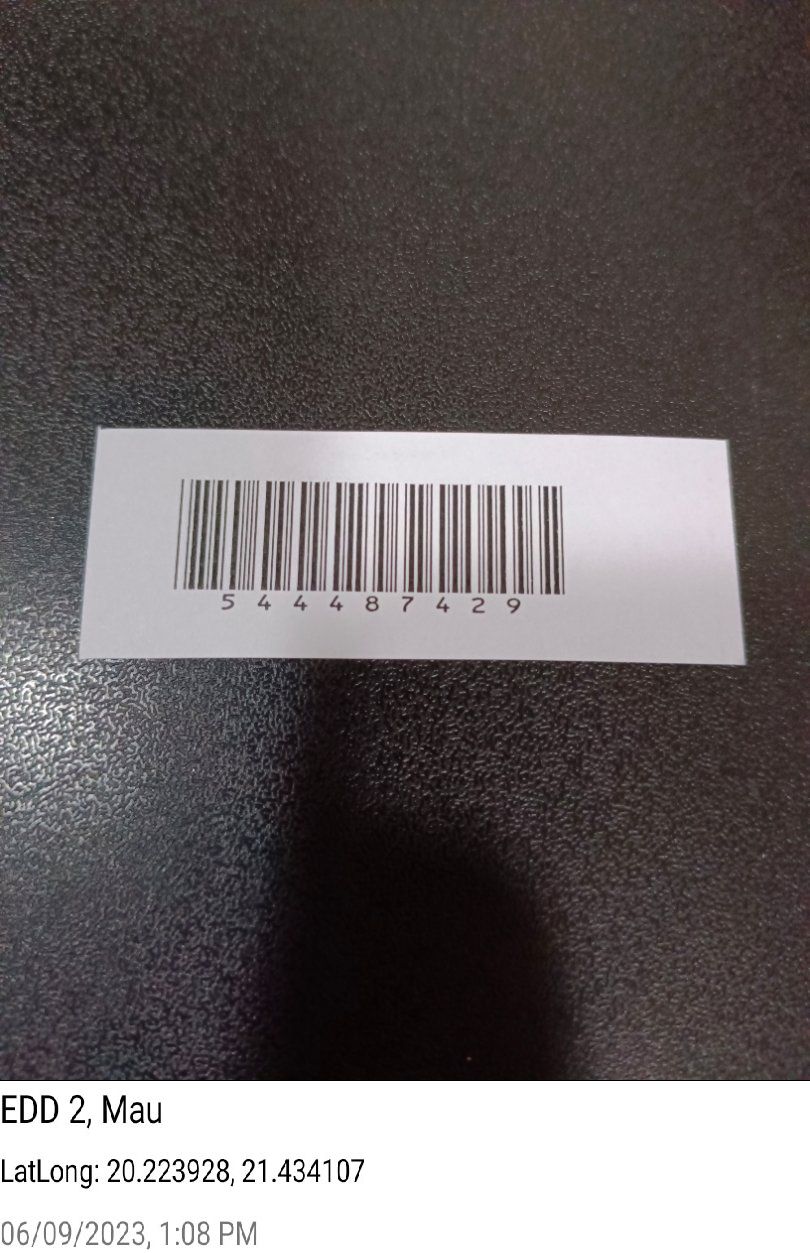 5 4 4 4 8 7 4 2 9
EDD 2, Mau
LatLong: 20.223928, 21.434107
06/09/2023, 1:08 PM